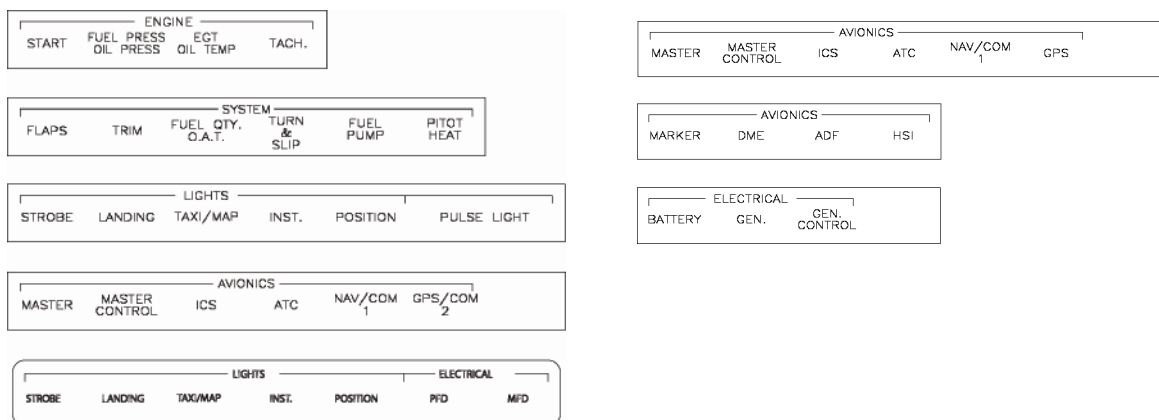 ENGINE
START FUEL PRESS OIL PRESS EGT OIL TEMP TACH.
SYSTEM
FLAPS TRIM FUEL QTY. O.A.T. TURN & SLIP FUEL PUMP PITOT HEAT
LIGHTS
STROBE LANDING TAXI/MAP INST. POSITION PULSE LIGHT
AVIONICS
MASTER MASTER CONTROL ICS ATC NAV/COM 1 GPS/COM 2
LIGHTS ELECTRICAL
STROBE LANDING TAXI/MAP INST. POSITION PFD MFD
AVIONICS
MASTER MASTER CONTROL ICS ATC NAV/COM 1 GPS
AVIONICS
MARKER DME ADF HSI
ELECTRICAL
BATTERY GEN. GEN. CONTROL